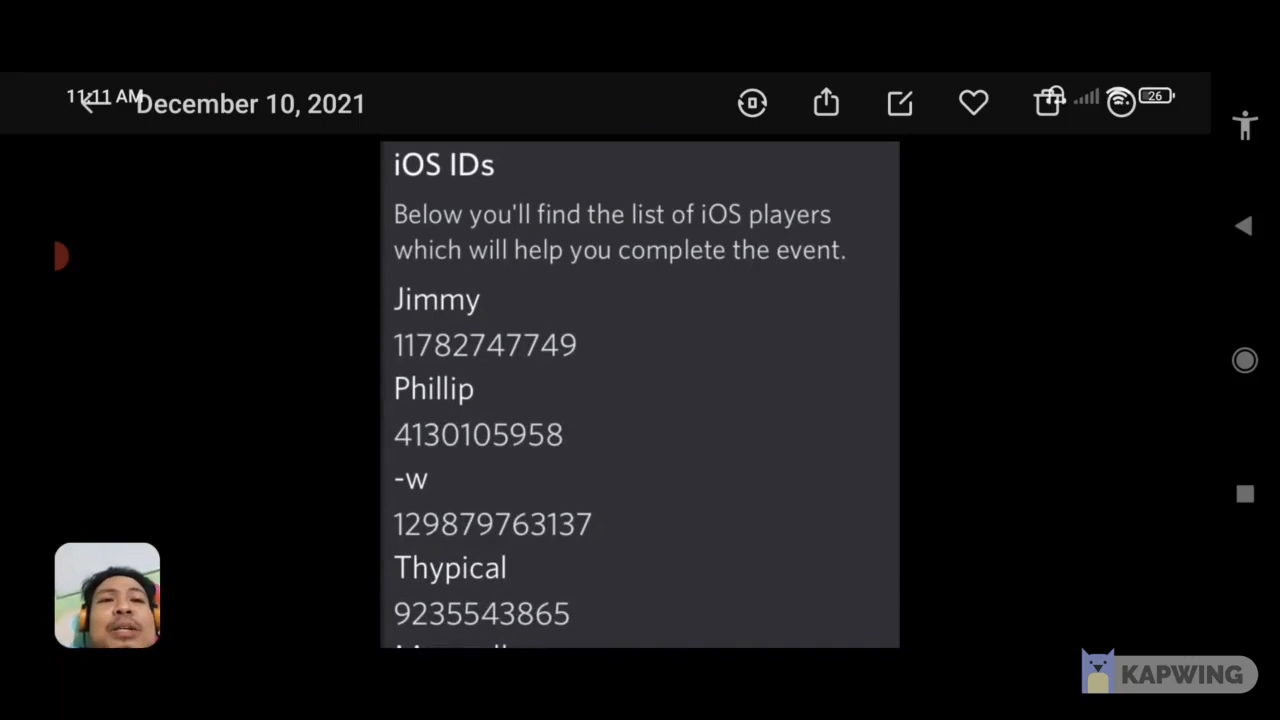 11:11 AM
December 10, 2021
26
iOS IDs
Below you'll find the list of iOS players
which will help you complete the event.
Jimmy
11782747749
Phillip
4130105958
-w
129879763137
Thypical
9235543865
KAPWING